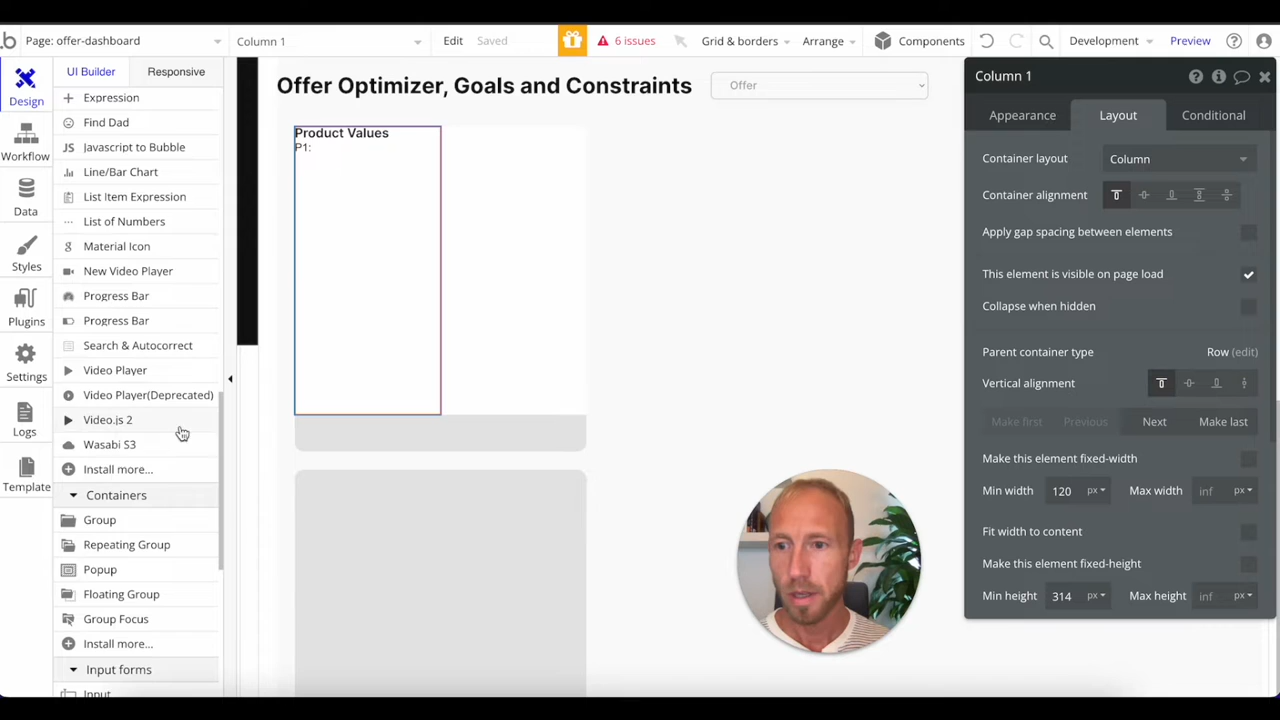 .b Page: offer-dashboard Column 1 Edit Saved 6 issues Grid & borders Arrange Components Development Preview
UI Builder Responsive
Design
Workflow
Data
Styles
Plugins
Settings
Logs
Template
Expression
Find Dad
JS Javascript to Bubble
Line/Bar Chart
List Item Expression
List of Numbers
g Material Icon
New Video Player
Progress Bar
Progress Bar
Search & Autocorrect
Video Player
Video Player(Deprecated)
Video.js 2
Wasabi S3
Install more...
Containers
Group
Repeating Group
Popup
Floating Group
Group Focus
Install more...
Input forms
Input
Offer Optimizer, Goals and Constraints
Offer
Product Values
P1:
Column 1
Appearance Layout Conditional
Container layout Column
Container alignment
Apply gap spacing between elements
This element is visible on page load
Collapse when hidden
Parent container type Row (edit)
Vertical alignment
Make first Previous Next Make last
Make this element fixed-width
Min width 120 px Max width inf px
Fit width to content
Make this element fixed-height
Min height 314 px Max height inf px